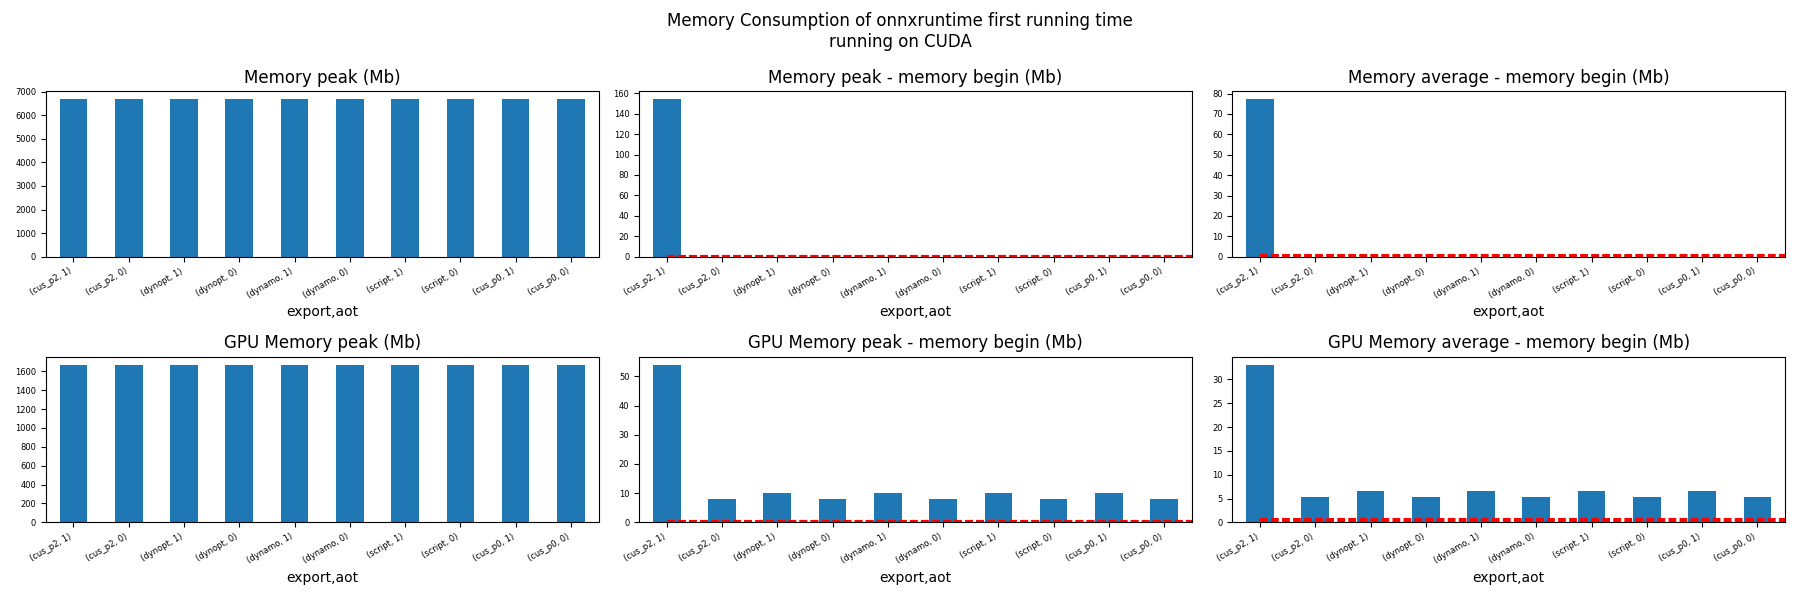 Memory Consumption of onnxruntime first running time
running on CUDA
Memory peak (Mb)
7000
6000
5000
4000
3000
2000
1000
0
(cus_p2, 1)
(cus_p2, 0)
(dynopt, 1)
(dynopt, 0)
(dynamo, 1)
(dynamo, 0)
(script, 1)
(script, 0)
(cus_p0, 1)
(cus_p0, 0)
export,aot
Memory peak - memory begin (Mb)
160
140
120
100
80
60
40
20
0
(cus_p2, 1)
(cus_p2, 0)
(dynopt, 1)
(dynopt, 0)
(dynamo, 1)
(dynamo, 0)
(script, 1)
(script, 0)
(cus_p0, 1)
(cus_p0, 0)
export,aot
Memory average - memory begin (Mb)
80
70
60
50
40
30
20
10
0
(cus_p2, 1)
(cus_p2, 0)
(dynopt, 1)
(dynopt, 0)
(dynamo, 1)
(dynamo, 0)
(script, 1)
(script, 0)
(cus_p0, 1)
(cus_p0, 0)
export,aot
GPU Memory peak (Mb)
1600
1400
1200
1000
800
600
400
200
0
(cus_p2, 1)
(cus_p2, 0)
(dynopt, 1)
(dynopt, 0)
(dynamo, 1)
(dynamo, 0)
(script, 1)
(script, 0)
(cus_p0, 1)
(cus_p0, 0)
export,aot
GPU Memory peak - memory begin (Mb)
50
40
30
20
10
0
(cus_p2, 1)
(cus_p2, 0)
(dynopt, 1)
(dynopt, 0)
(dynamo, 1)
(dynamo, 0)
(script, 1)
(script, 0)
(cus_p0, 1)
(cus_p0, 0)
export,aot
GPU Memory average - memory begin (Mb)
30
25
20
15
10
5
0
(cus_p2, 1)
(cus_p2, 0)
(dynopt, 1)
(dynopt, 0)
(dynamo, 1)
(dynamo, 0)
(script, 1)
(script, 0)
(cus_p0, 1)
(cus_p0, 0)
export,aot